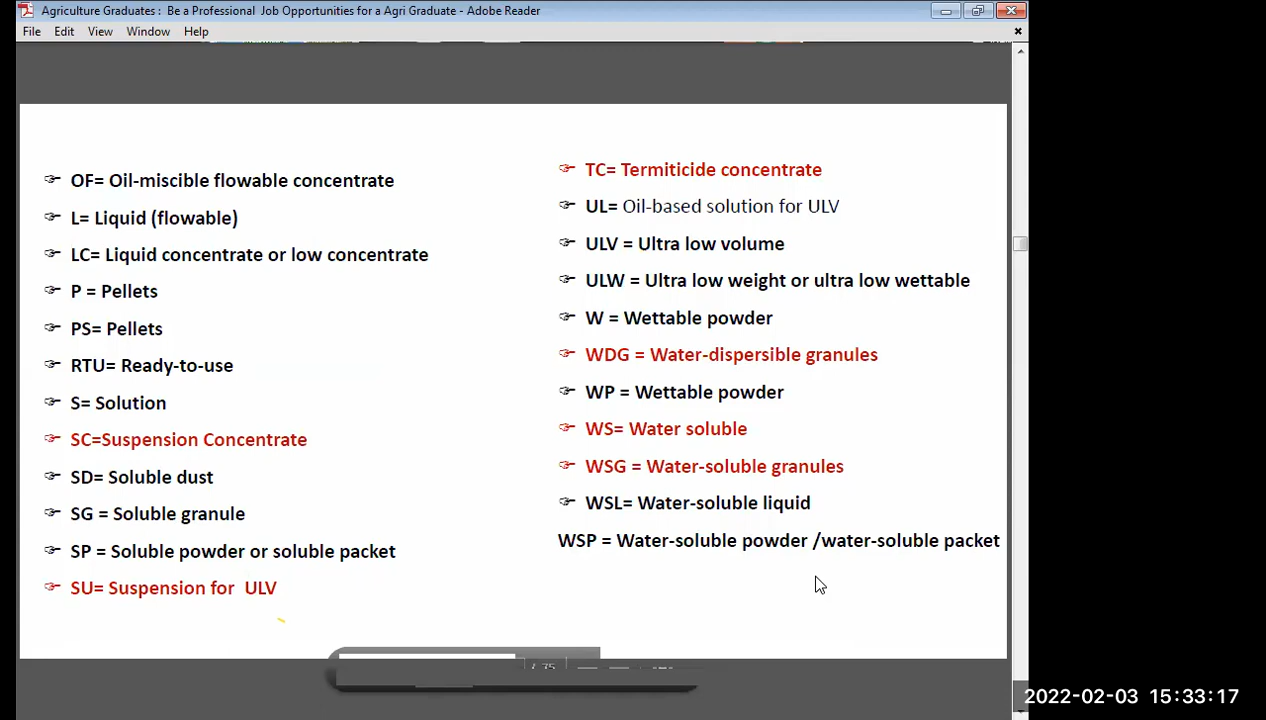 Agriculture Graduates : Be a Professional Job Opportunities for a Agri Graduate - Adobe Reader
File Edit View Window Help
OF= Oil-miscible flowable concentrate
L= Liquid (flowable)
LC= Liquid concentrate or low concentrate
P = Pellets
PS= Pellets
RTU= Ready-to-use
S= Solution
SC=Suspension Concentrate
SD= Soluble dust
SG = Soluble granule
SP = Soluble powder or soluble packet
SU= Suspension for ULV
TC= Termiticide concentrate
UL= Oil-based solution for ULV
ULV = Ultra low volume
ULW = Ultra low weight or ultra low wettable
W = Wettable powder
WDG = Water-dispersible granules
WP = Wettable powder
WS= Water soluble
WSG = Water-soluble granules
WSL= Water-soluble liquid
WSP = Water-soluble powder /water-soluble packet
2022-02-03 15:33:17